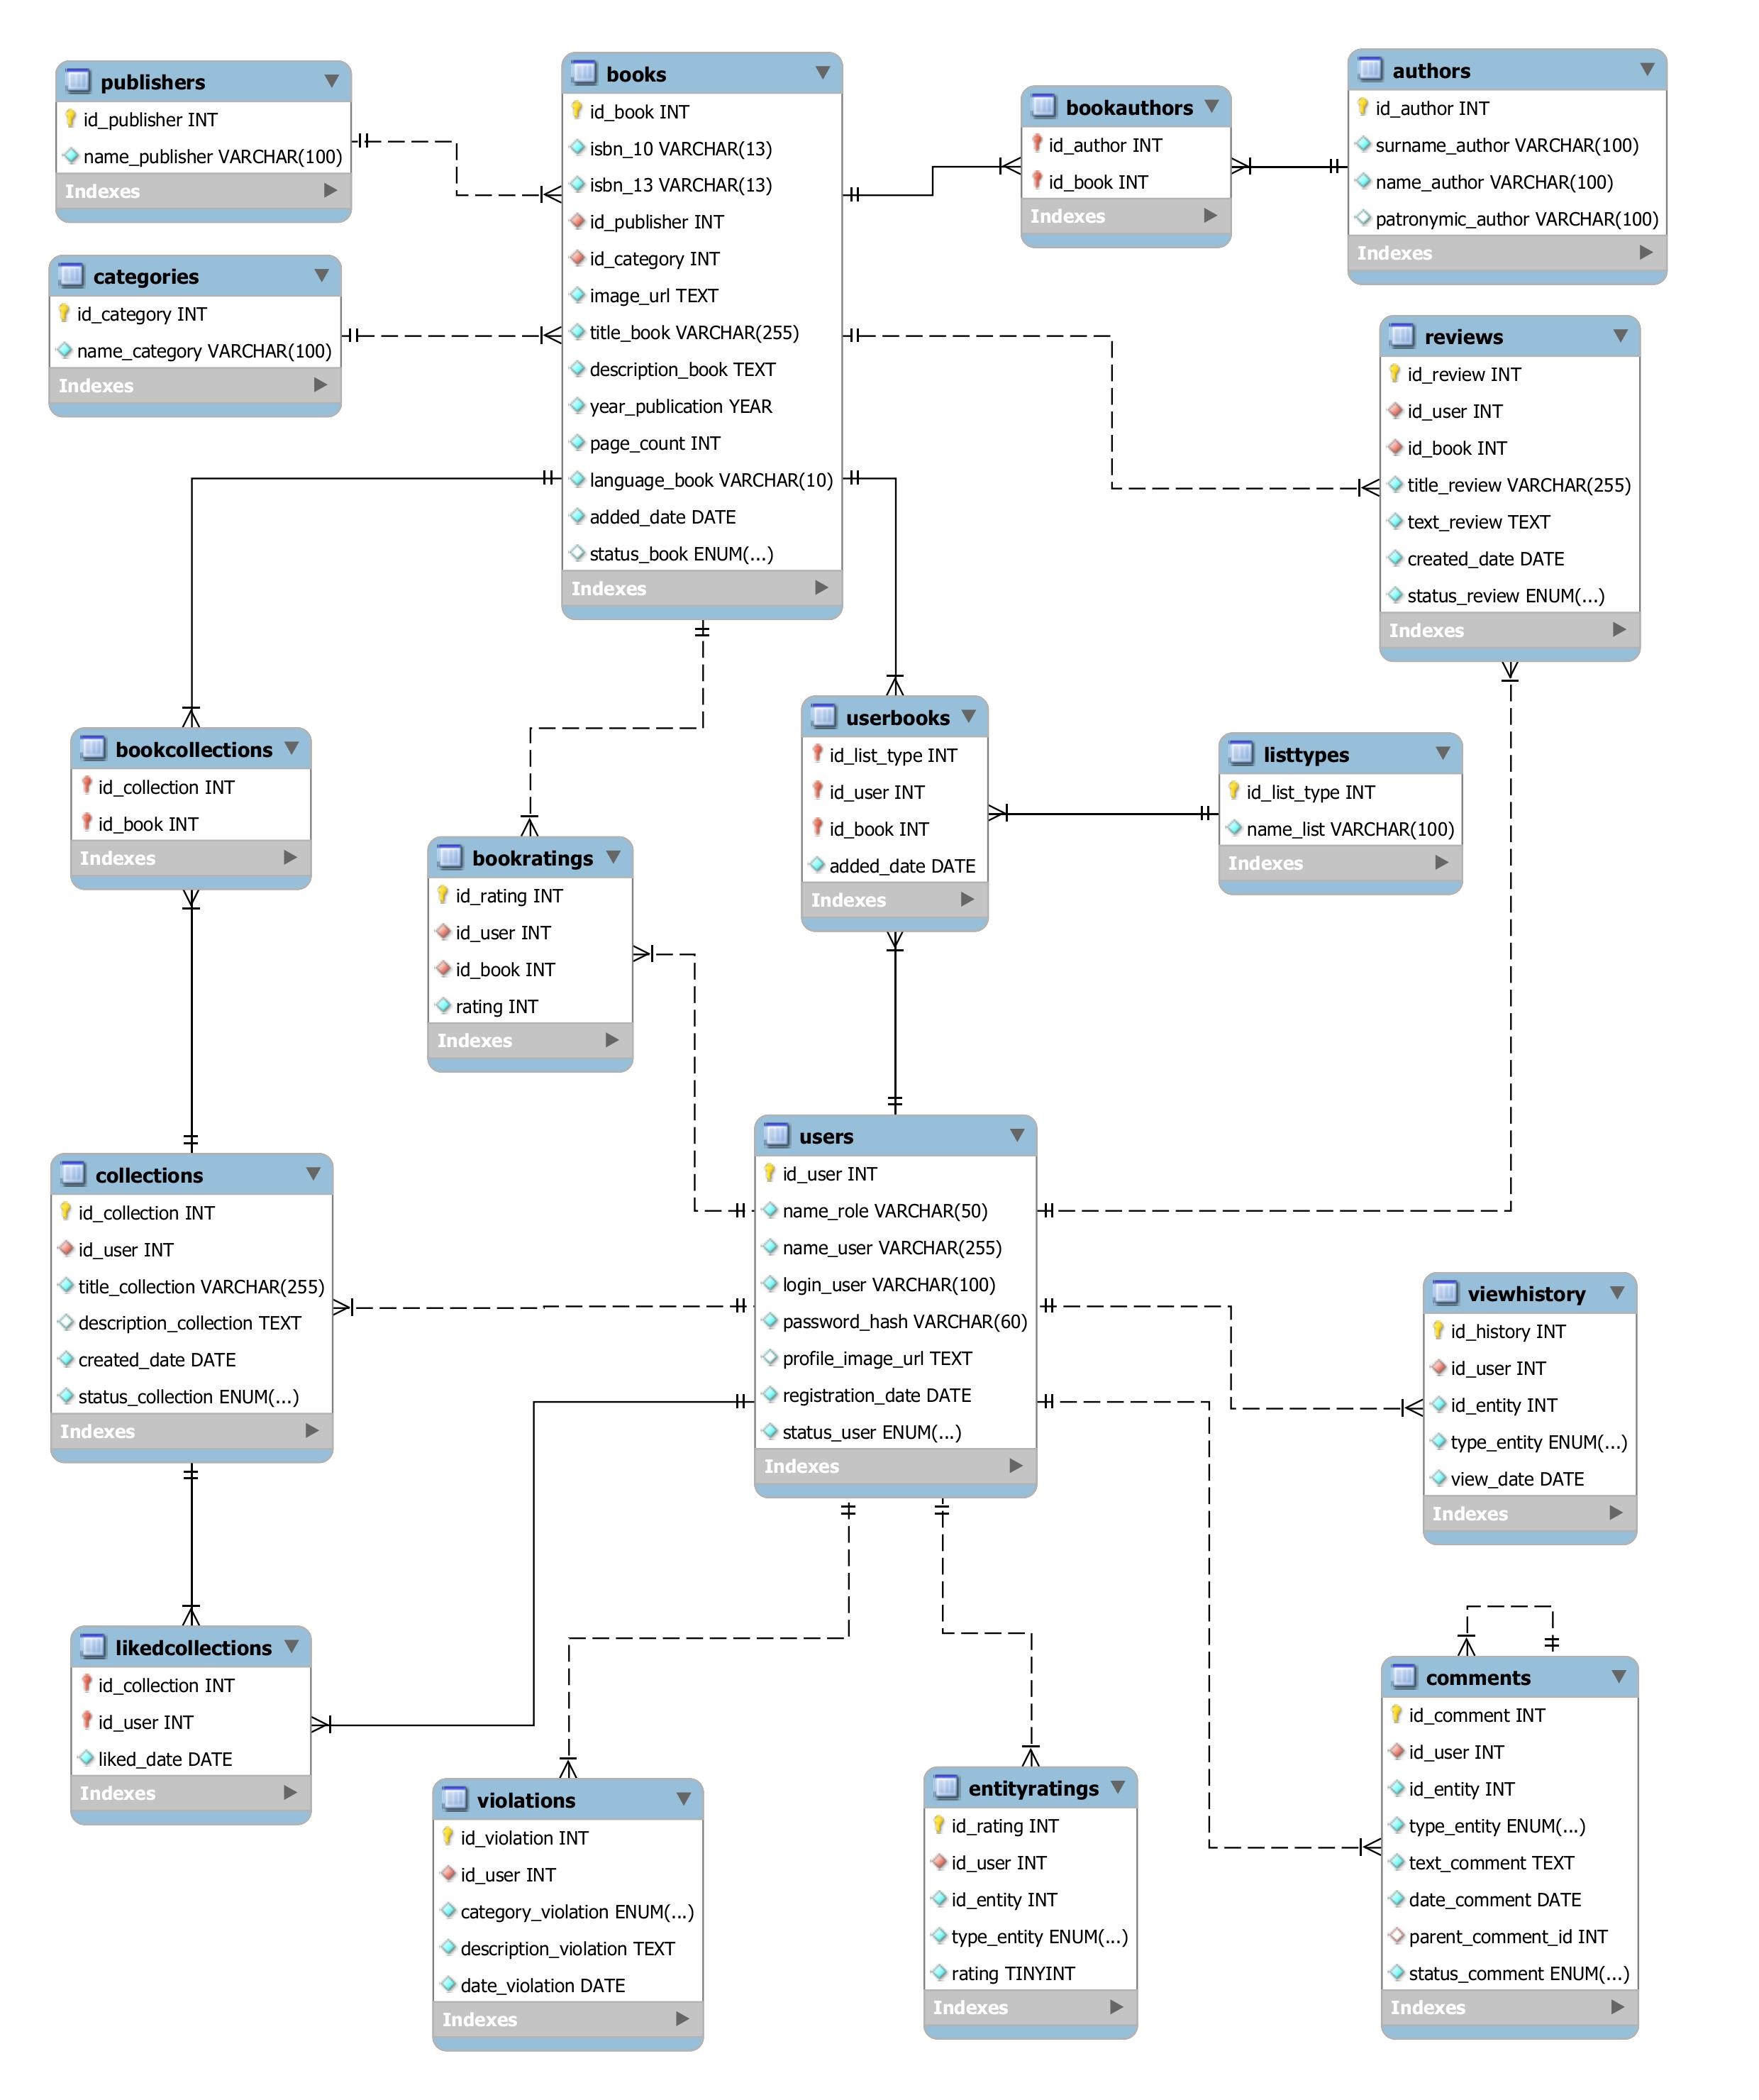 publishers
id_publisher INT
name_publisher VARCHAR(100)
Indexes
books
id_book INT
isbn_10 VARCHAR(13)
isbn_13 VARCHAR(13)
id_publisher INT
id_category INT
image_url TEXT
title_book VARCHAR(255)
description_book TEXT
year_publication YEAR
page_count INT
language_book VARCHAR(10)
added_date DATE
status_book ENUM(...)
Indexes
bookauthors
id_author INT
id_book INT
Indexes
authors
id_author INT
surname_author VARCHAR(100)
name_author VARCHAR(100)
patronymic_author VARCHAR(100)
Indexes
categories
id_category INT
name_category VARCHAR(100)
Indexes
reviews
id_review INT
id_user INT
id_book INT
title_review VARCHAR(255)
text_review TEXT
created_date DATE
status_review ENUM(...)
Indexes
bookcollections
id_collection INT
id_book INT
Indexes
bookratings
id_rating INT
id_user INT
id_book INT
rating INT
Indexes
userbooks
id_list_type INT
id_user INT
id_book INT
added_date DATE
Indexes
listtypes
id_list_type INT
name_list VARCHAR(100)
Indexes
collections
id_collection INT
id_user INT
title_collection VARCHAR(255)
description_collection TEXT
created_date DATE
status_collection ENUM(...)
Indexes
users
id_user INT
name_role VARCHAR(50)
name_user VARCHAR(255)
login_user VARCHAR(100)
password_hash VARCHAR(60)
profile_image_url TEXT
registration_date DATE
status_user ENUM(...)
Indexes
viewhistory
id_history INT
id_user INT
id_entity INT
type_entity ENUM(...)
view_date DATE
Indexes
likedcollections
id_collection INT
id_user INT
liked_date DATE
Indexes
violations
id_violation INT
id_user INT
category_violation ENUM(...)
description_violation TEXT
date_violation DATE
Indexes
entityratings
id_rating INT
id_user INT
id_entity INT
type_entity ENUM(...)
rating TINYINT
Indexes
comments
id_comment INT
id_user INT
id_entity INT
type_entity ENUM(...)
text_comment TEXT
date_comment DATE
parent_comment_id INT
status_comment ENUM(...)
Indexes